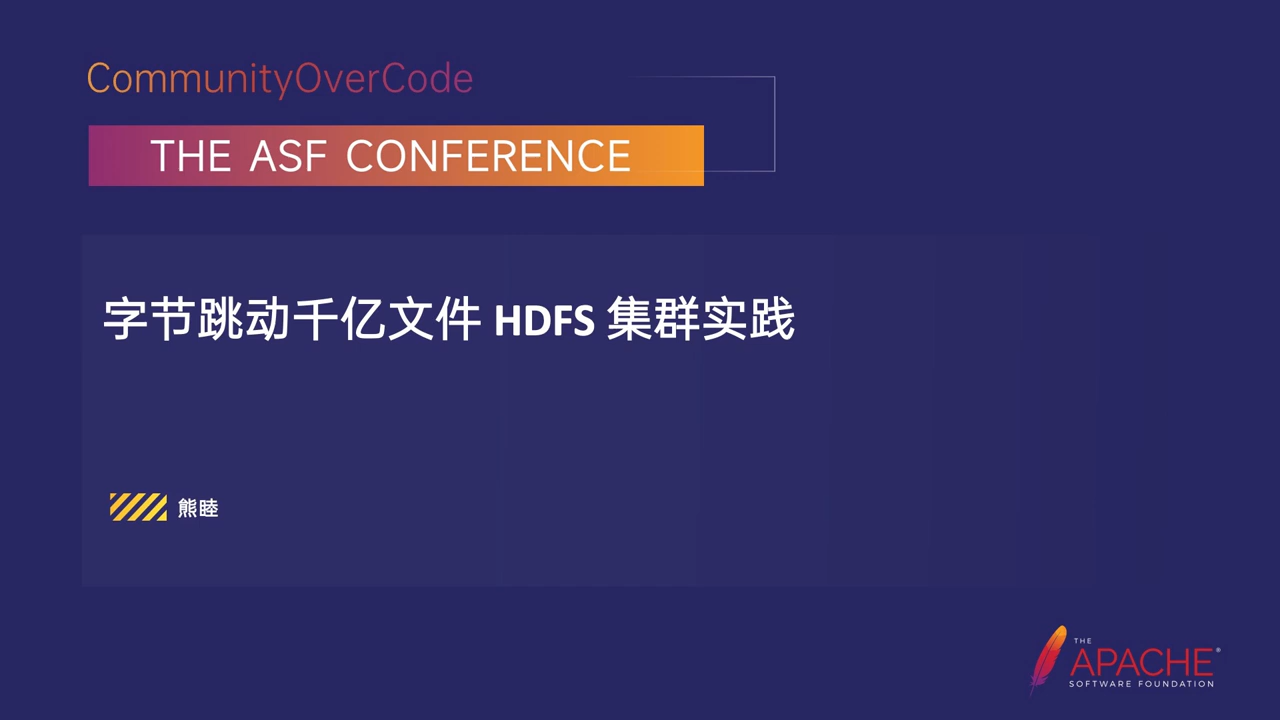 CommunityOverCode
THE ASF CONFERENCE
字节跳动千亿文件 HDFS 集群实践
熊睦
THE
APACHE®
SOFTWARE FOUNDATION